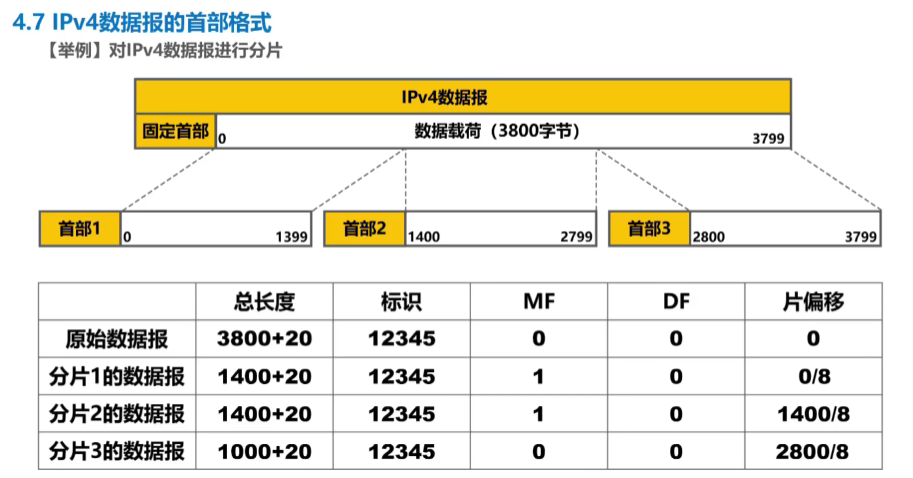 4.7 IPv4数据报的首部格式
【举例】对IPv4数据报进行分片
IPv4数据报
固定首部 0 数据载荷（3800字节） 3799
首部1 0 1399 首部2 1400 2799 首部3 2800 3799
总长度 标识 MF DF 片偏移
原始数据报 3800+20 12345 0 0 0
分片1的数据报 1400+20 12345 1 0 0/8
分片2的数据报 1400+20 12345 1 0 1400/8
分片3的数据报 1000+20 12345 0 0 2800/8